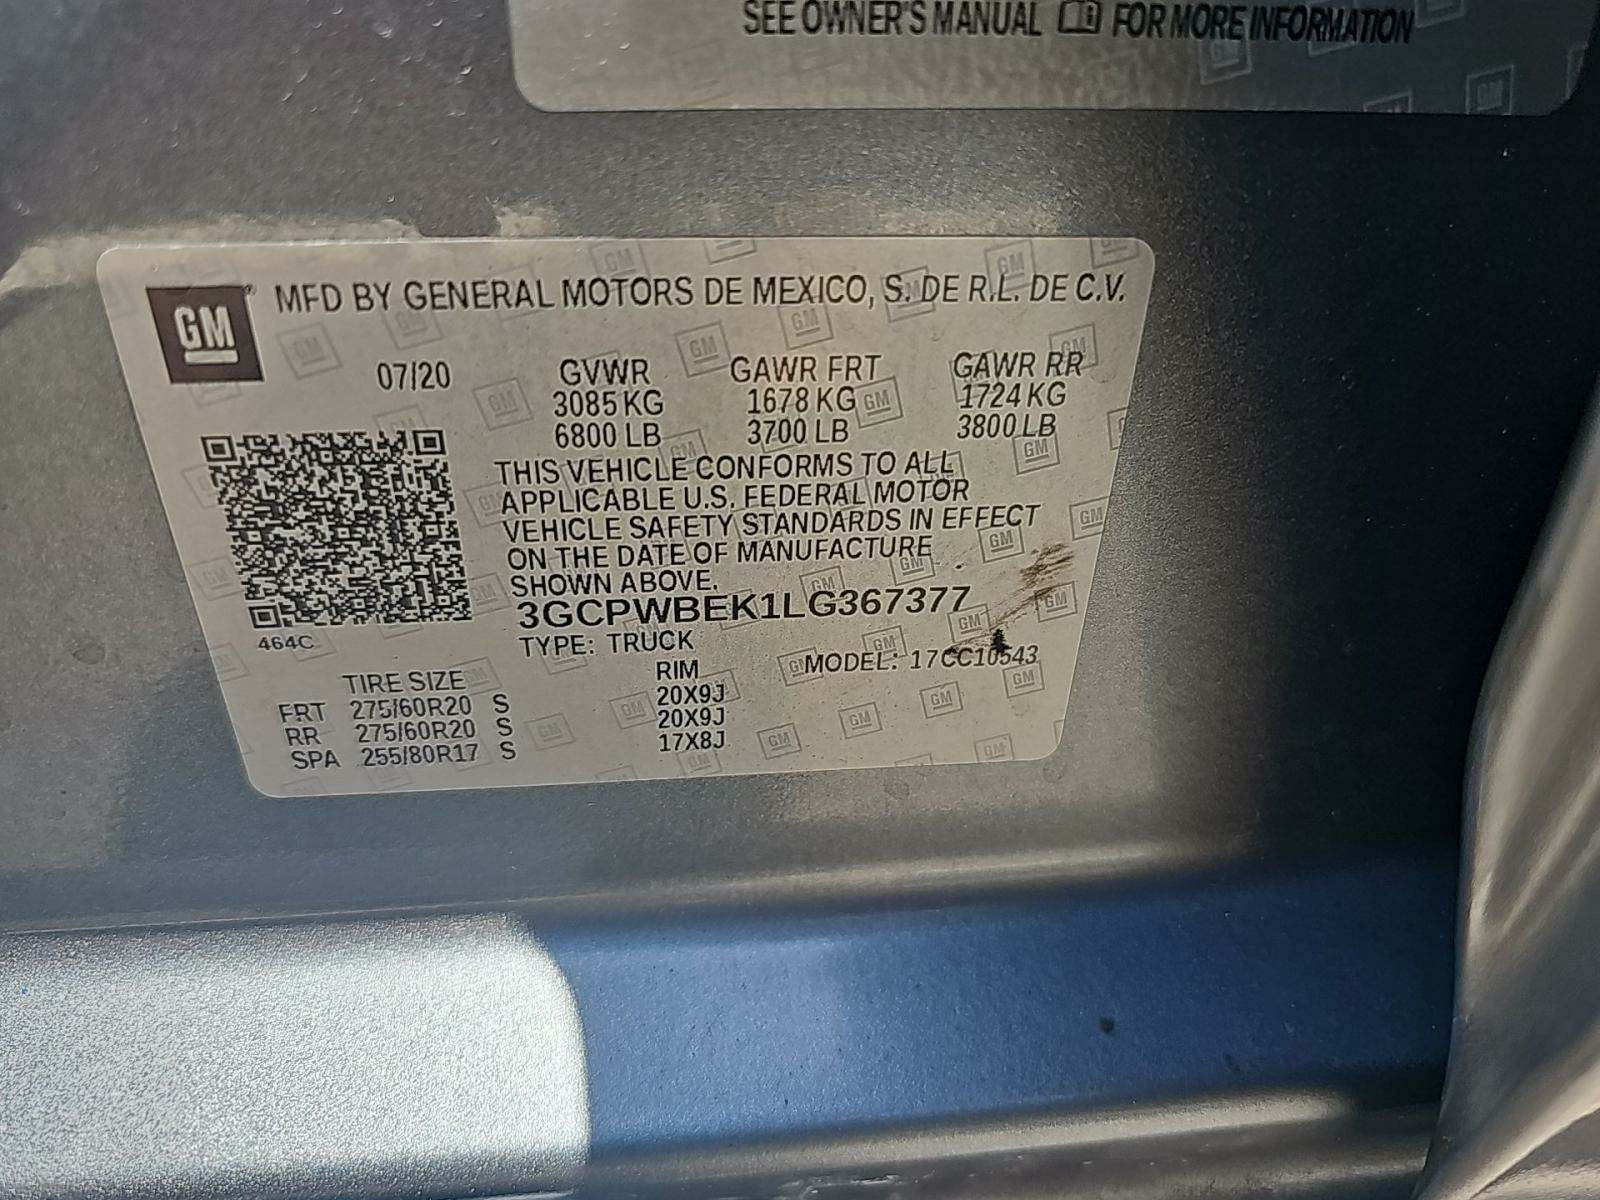 SEE OWNER'S MANUAL FOR MORE INFORMATION
GM
MFD BY GENERAL MOTORS DE MEXICO, S. DE R.L. DE C.V.
07/20 GVWR GAWR FRT GAWR RR
3085 KG 1678 KG 1724 KG
6800 LB 3700 LB 3800 LB
THIS VEHICLE CONFORMS TO ALL
APPLICABLE U.S. FEDERAL MOTOR
VEHICLE SAFETY STANDARDS IN EFFECT
ON THE DATE OF MANUFACTURE
SHOWN ABOVE.
3GCPWBEK1LG367377
464C
TYPE: TRUCK
MODEL: 17CC10543
TIRE SIZE RIM
FRT 275/60R20 S 20X9J
RR 275/60R20 S 20X9J
SPA 255/80R17 S 17X8J